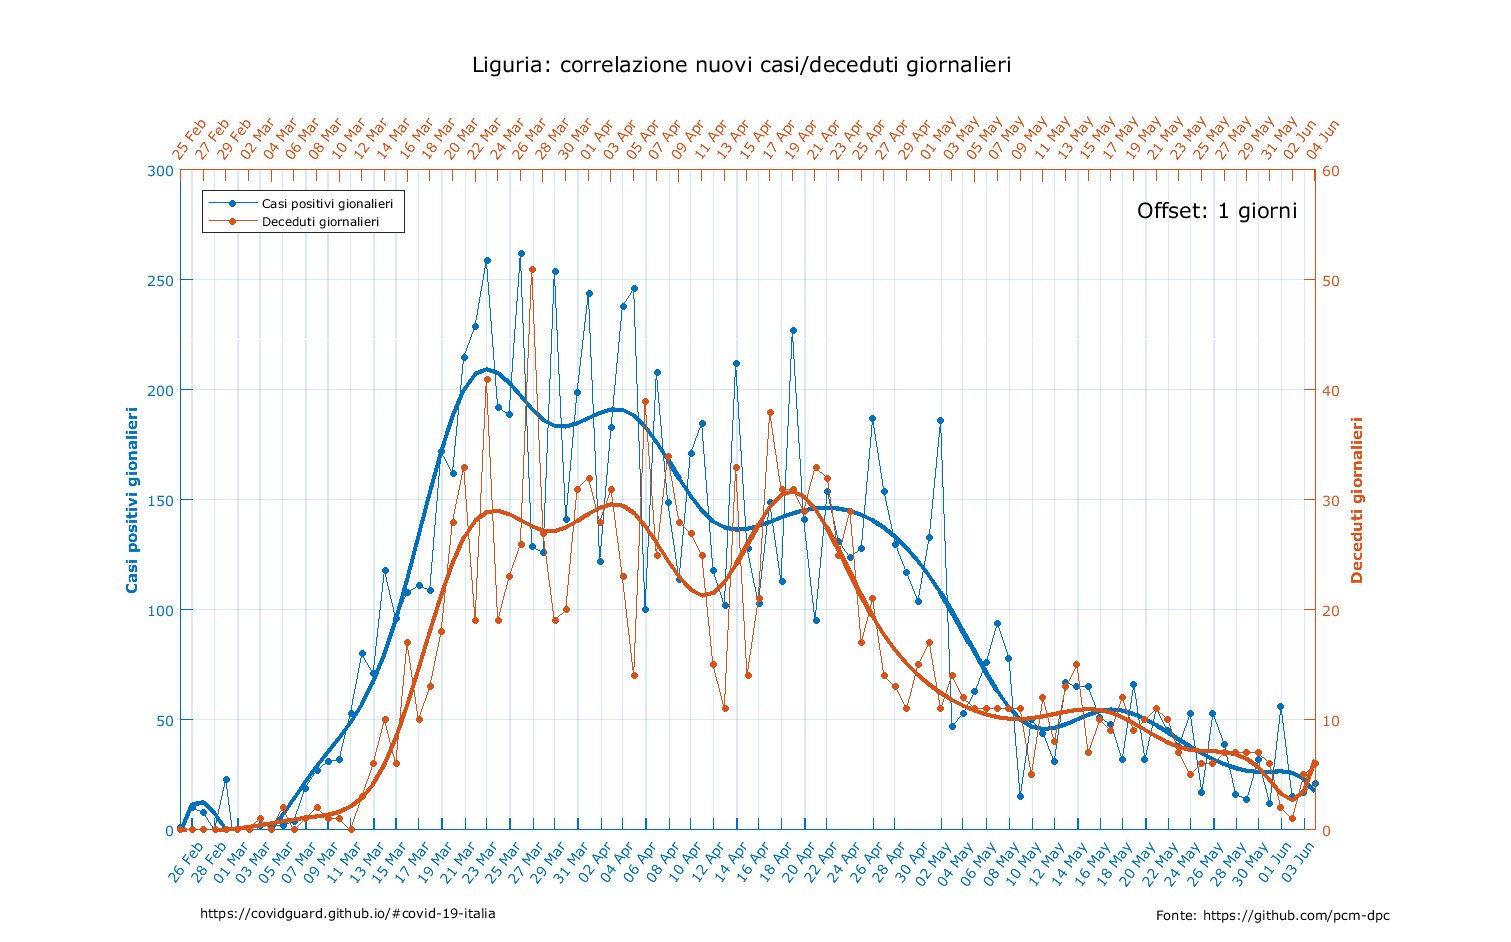 Liguria: correlazione nuovi casi/deceduti giornalieri
25 Feb 27 Feb 29 Feb 02 Mar 04 Mar 06 Mar 08 Mar 10 Mar 12 Mar 14 Mar 16 Mar 18 Mar 20 Mar 22 Mar 24 Mar 26 Mar 28 Mar 30 Mar 01 Apr 03 Apr 05 Apr 07 Apr 09 Apr 11 Apr 13 Apr 15 Apr 17 Apr 19 Apr 21 Apr 23 Apr 25 Apr 27 Apr 29 Apr 01 May 03 May 05 May 07 May 09 May 11 May 13 May 15 May 17 May 19 May 21 May 23 May 25 May 27 May 29 May 31 May 02 Jun 04 Jun
300
250
200
150
100
50
0
Casi positivi gionalieri
Casi positivi gionalieri
Deceduti giornalieri
Offset: 1 giorni
60
50
40
30
20
10
0
Deceduti giornalieri
26 Feb 28 Feb 01 Mar 03 Mar 05 Mar 07 Mar 09 Mar 11 Mar 13 Mar 15 Mar 17 Mar 19 Mar 21 Mar 23 Mar 25 Mar 27 Mar 29 Mar 31 Mar 02 Apr 04 Apr 06 Apr 08 Apr 10 Apr 12 Apr 14 Apr 16 Apr 18 Apr 20 Apr 22 Apr 24 Apr 26 Apr 28 Apr 30 Apr 02 May 04 May 06 May 08 May 10 May 12 May 14 May 16 May 18 May 20 May 22 May 24 May 26 May 28 May 30 May 01 Jun 03 Jun
https://covidguard.github.io/#covid-19-italia
Fonte: https://github.com/pcm-dpc